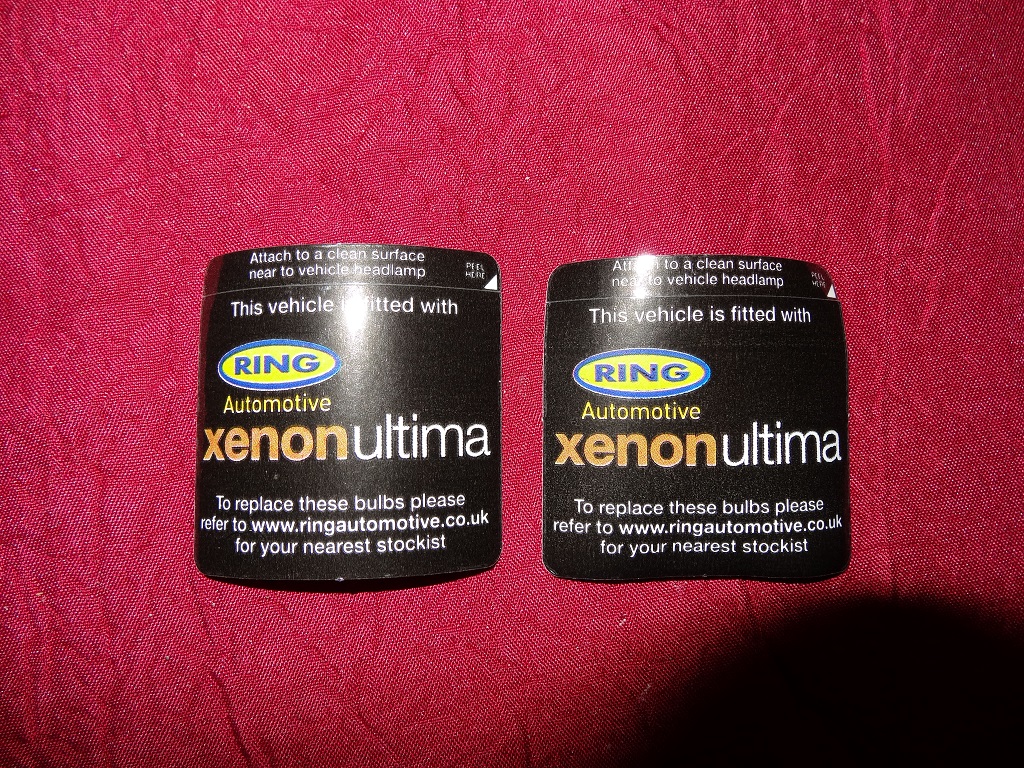 Attach to a clean surface
near to vehicle headlamp
PEEL
HERE
This vehicle is fitted with
RING
Automotive
xenonultima
To replace these bulbs please
refer to www.ringautomotive.co.uk
for your nearest stockist
Attach to a clean surface
near to vehicle headlamp
PEEL
HERE
This vehicle is fitted with
RING
Automotive
xenonultima
To replace these bulbs please
refer to www.ringautomotive.co.uk
for your nearest stockist